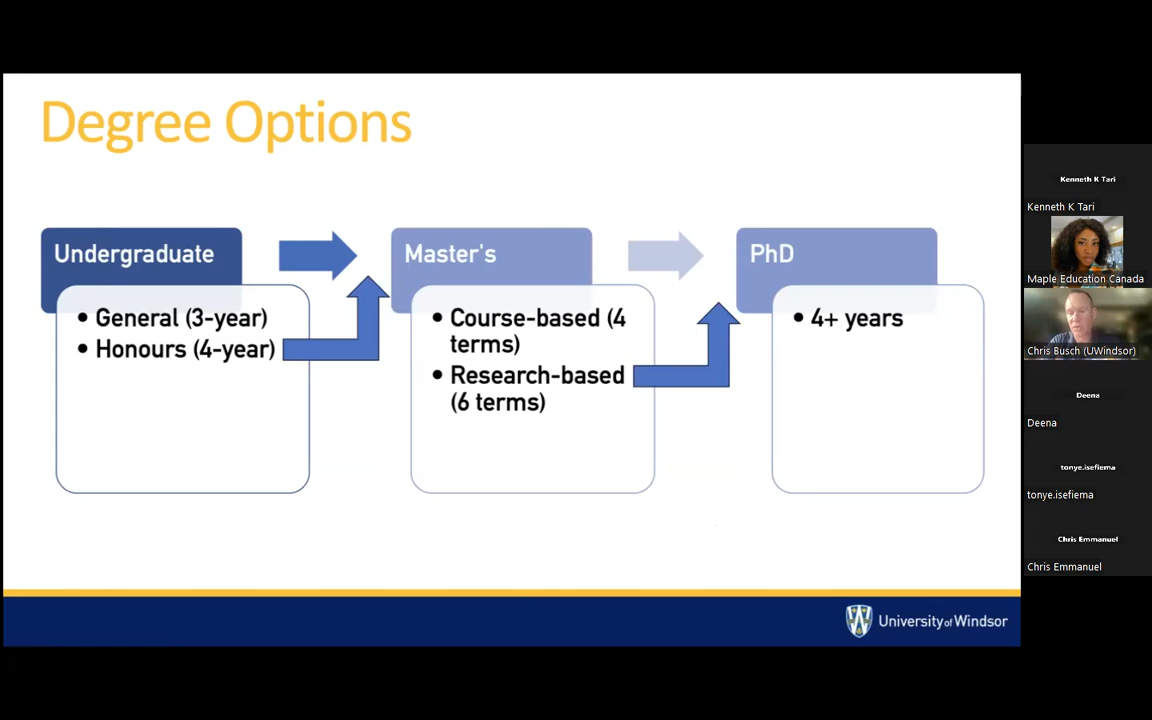 Degree Options
Undergraduate
• General (3-year)
• Honours (4-year)
Master's
• Course-based (4
terms)
• Research-based
(6 terms)
PhD
• 4+ years
University of Windsor
Kenneth K Tari
Kenneth K Tari
Maple Education Canada
Chris Busch (UWindsor)
Deena
Deena
tonye.isefiema
tonye.isefiema
Chris Emmanuel
Chris Emmanuel